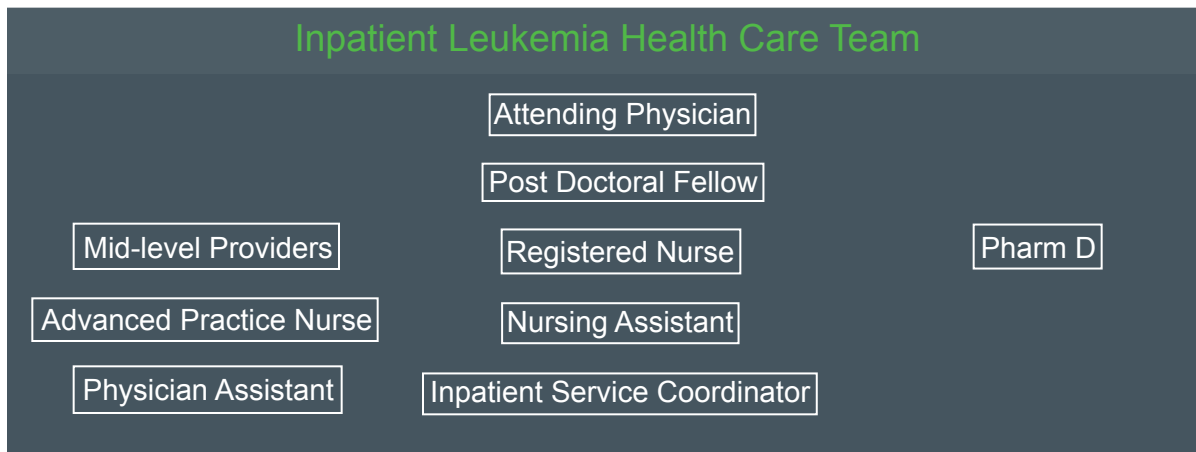 Inpatient Leukemia Health Care Team
Attending Physician
Post Doctoral Fellow
Mid-level Providers
Registered Nurse
Pharm D
Advanced Practice Nurse
Nursing Assistant
Physician Assistant
Inpatient Service Coordinator